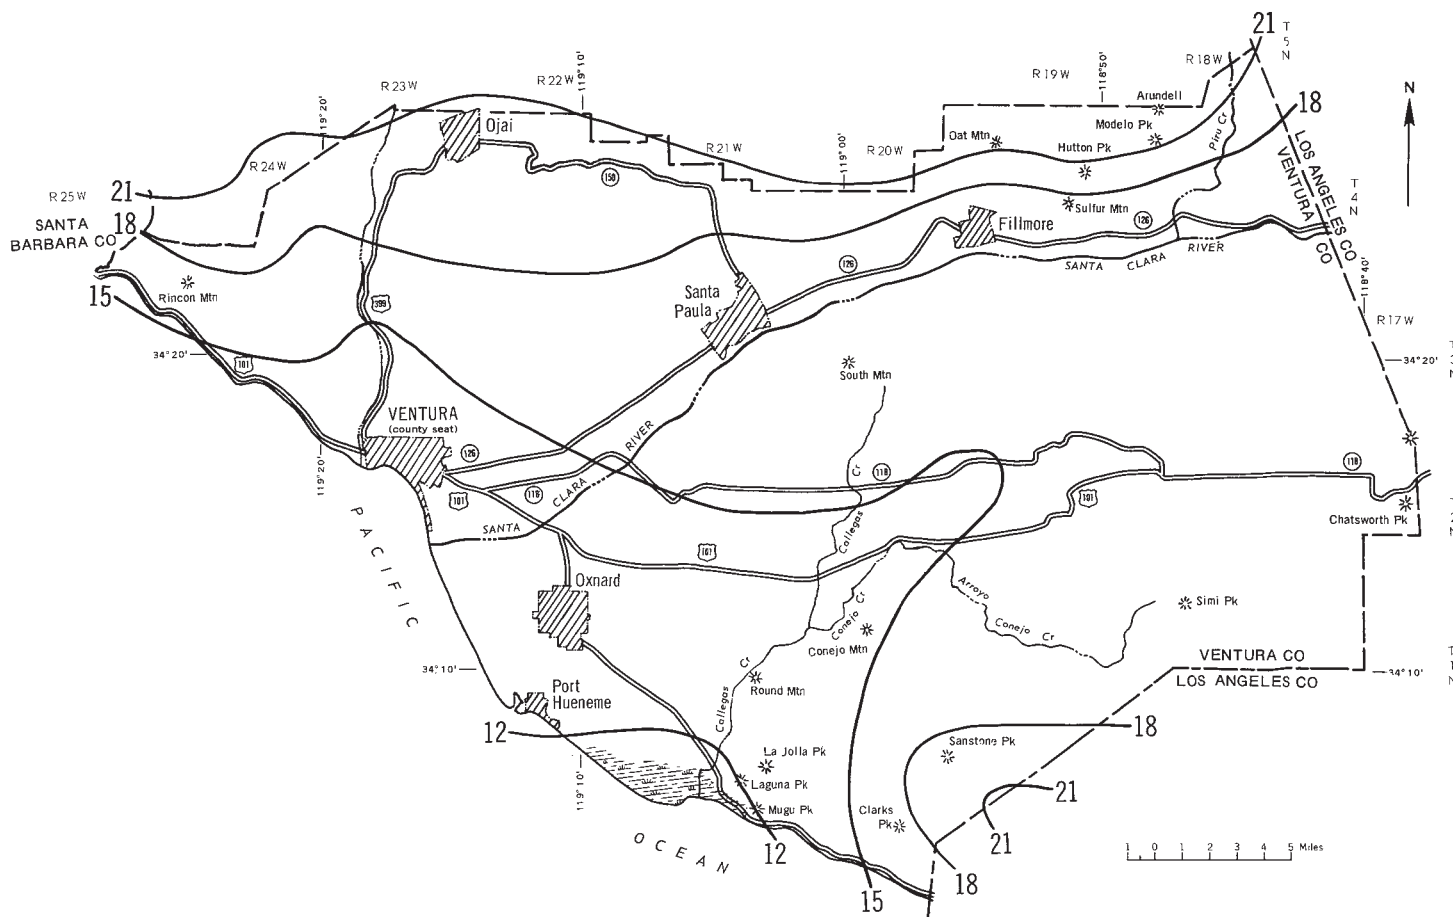 21
T
5
N
R 23 W
R 22 W
119° 10'
R 19 W
118° 50'
R 18 W
N
119° 20'
Arundell
18
Ojai
Modelo Pk
Piru Cr
Oat Mtn
Hutton Pk
R 21 W
119° 00'
R 20 W
R 24 W
LOS ANGELES CO
VENTURA CO
R 25 W
21
150
T
4
N
SANTA
BARBARA CO
18
Sulfur Mtn
Fillmore
126
SANTA CLARA RIVER
126
118° 40'
Rincon Mtn
15
399
Santa
Paula
R 17 W
34° 20'
101
34° 20'
T
3
N
South Mtn
VENTURA
(county seat)
126
SANTA CLARA RIVER
Cr
118
118
119° 20'
101
118
101
Chatsworth Pk
T
2
N
PACIFIC
Callegas
101
Oxnard
Arroyo
Conejo Cr
Simi Pk
Conejo Cr
Conejo Mtn
34° 10'
VENTURA CO
LOS ANGELES CO
34° 10'
T
1
N
Port
Hueneme
Round Mtn
Callegas Cr
12
18
Sanstone Pk
La Jolla Pk
119° 10'
Laguna Pk
21
Mugu Pk
Clarks
Pk
21
OCEAN
12
1 0 1 2 3 4 5 Miles
15
18